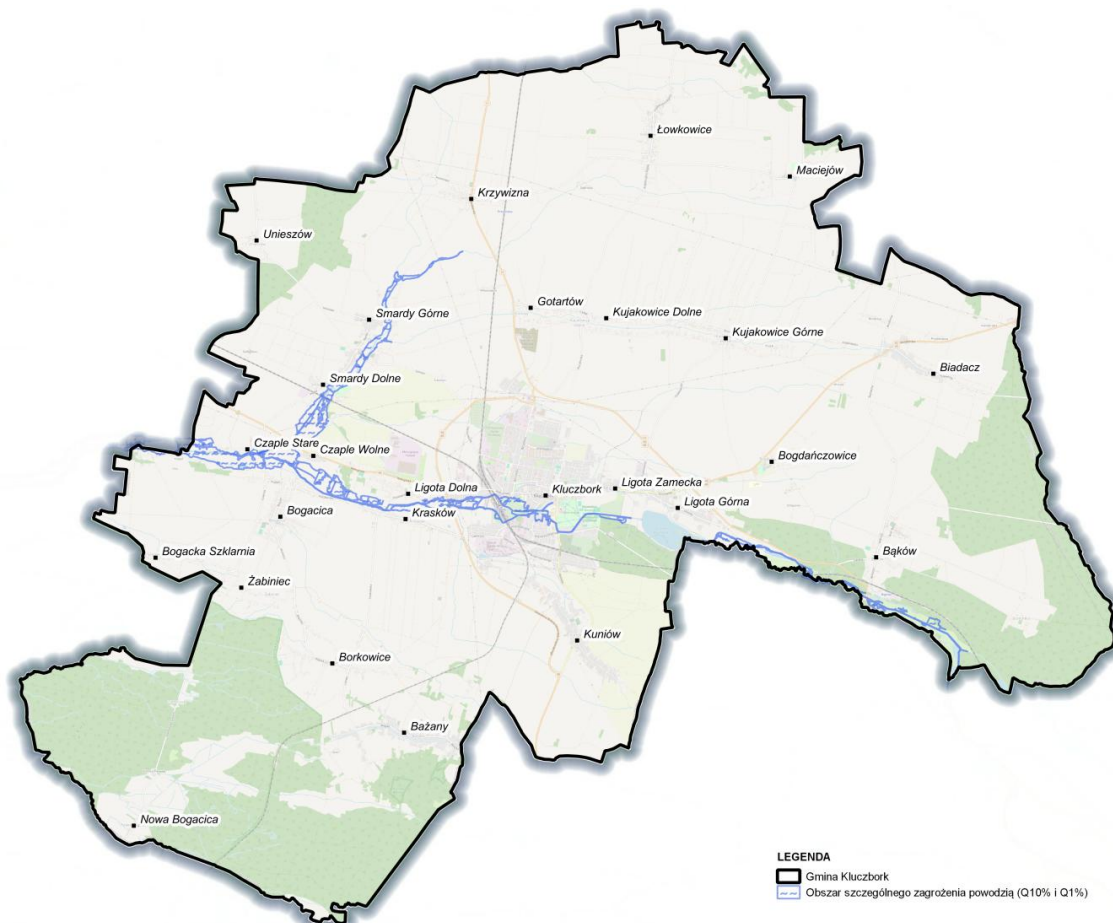 Łowkowice
Maciejów
Krzywizna
Unieszów
Gotartów
Smardy Górne
Kujakowice Dolne
Kujakowice Górne
Biadacz
Smardy Dolne
Czaple Stare
Czaple Wolne
Bogdańczowice
Ligota Dolna
Kluczbork
Ligota Zamecka
Ligota Górna
Bogacica
Krasków
Bogacka Szklarnia
Bąków
Żabiniec
Kuniów
Borkowice
Bażany
Nowa Bogacica
LEGENDA
Gmina Kluczbork
Obszar szczególnego zagrożenia powodzią (Q10% i Q1%)